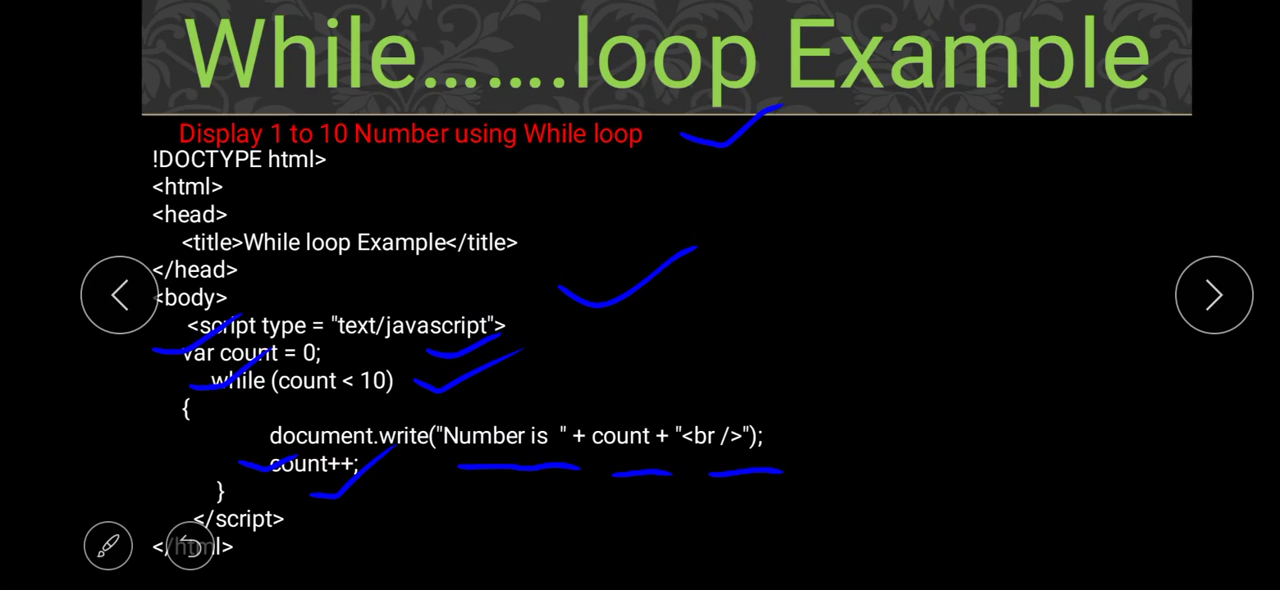 While.......loop Example
Display 1 to 10 Number using While loop
!DOCTYPE html>
<html>
<head>
<title>While loop Example</title>
</head>
<body>
<script type = "text/javascript">
var count = 0;
while (count < 10)
{
document.write("Number is  " + count + "<br />");
count++;
}
</script>
</html>